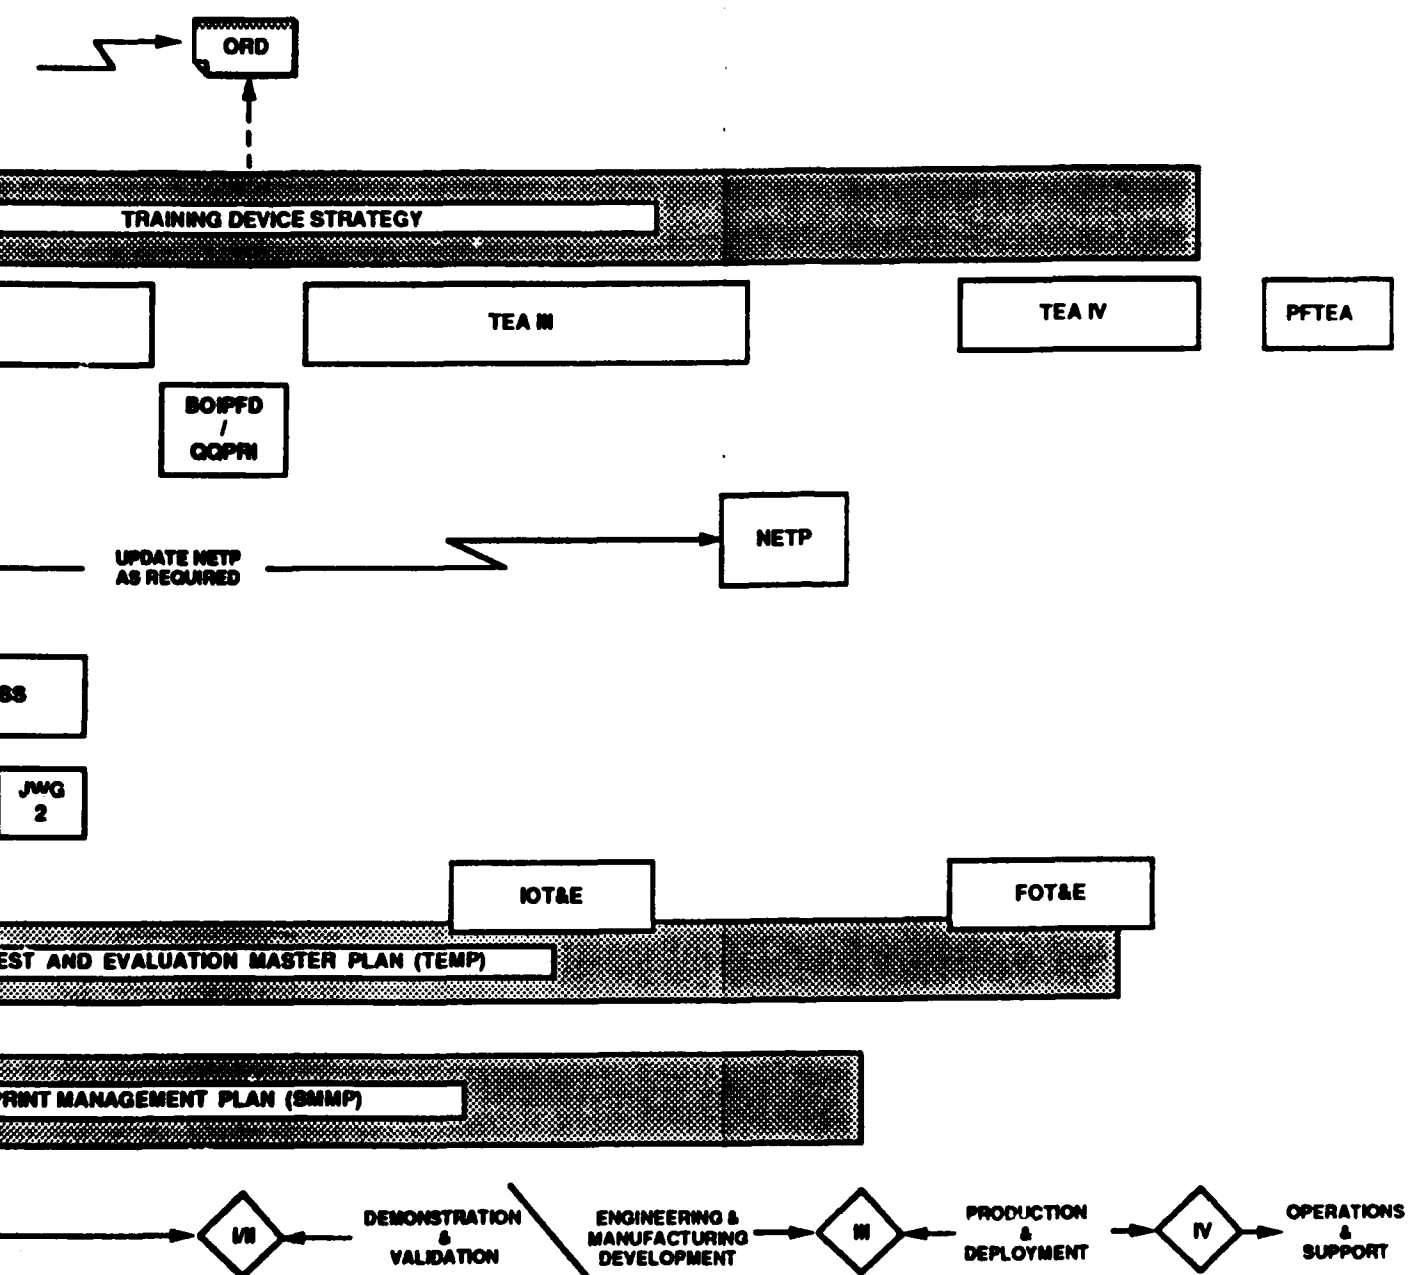 ORD
TRAINING DEVICE STRATEGY
TEA III
TEA IV
PFTEA
BOIPFD
/
QQPRI
UPDATE NETP
AS REQUIRED
NETP
SS
JWG
2
IOT&E
FOT&E
EST AND EVALUATION MASTER PLAN (TEMP)
PRINT MANAGEMENT PLAN (SMMP)
I/II
DEMONSTRATION
&
VALIDATION
ENGINEERING &
MANUFACTURING
DEVELOPMENT
III
PRODUCTION
&
DEPLOYMENT
IV
OPERATIONS
&
SUPPORT